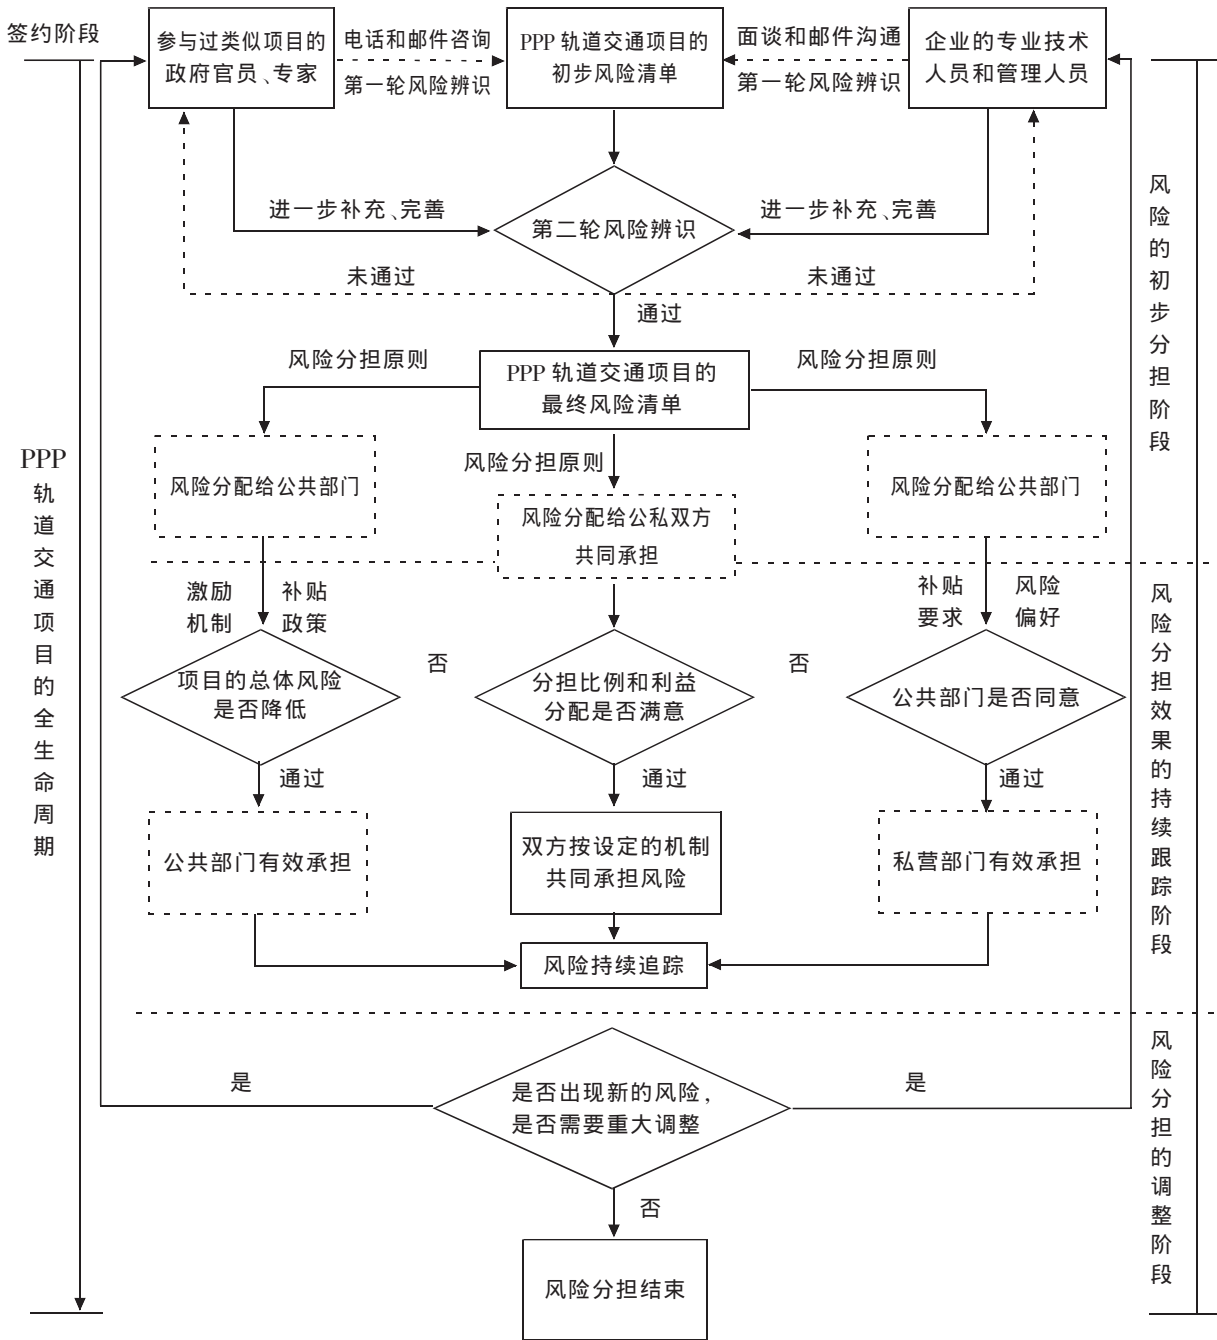 签约阶段
参与过类似项目的
政府官员、专家
电话和邮件咨询
第一轮风险辨识
PPP 轨道交通项目的
初步风险清单
面谈和邮件沟通
第一轮风险辨识
企业的专业技术
人员和管理人员
进一步补充、完善
第二轮风险辨识
进一步补充、完善
未通过
未通过
通过
风险分担原则
PPP 轨道交通项目的
最终风险清单
风险分担原则
风险分配给公共部门
风险分担原则
风险分配给公私双方
共同承担
风险分配给公共部门
风险的初步分担阶段
PPP
轨道交通项目的全生命周期
激励
机制
补贴
政策
补贴
要求
风险
偏好
项目的总体风险
是否降低
否
分担比例和利益
分配是否满意
否
公共部门是否同意
通过
通过
通过
公共部门有效承担
双方按设定的机制
共同承担风险
私营部门有效承担
风险持续追踪
风险分担效果的持续跟踪阶段
是
是否出现新的风险,
是否需要重大调整
是
否
风险分担结束
风险分担的调整阶段